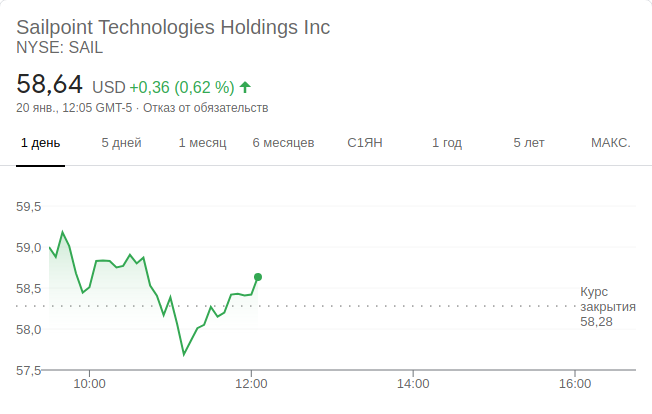 Sailpoint Technologies Holdings Inc
NYSE: SAIL
58,64 USD +0,36 (0,62 %)
20 янв., 12:05 GMT-5 · Отказ от обязательств
1 день 5 дней 1 месяц 6 месяцев С1ЯН 1 год 5 лет МАКС.
59,5
59,0
58,5
58,0
57,5
Курс
закрытия
58,28
10:00 12:00 14:00 16:00